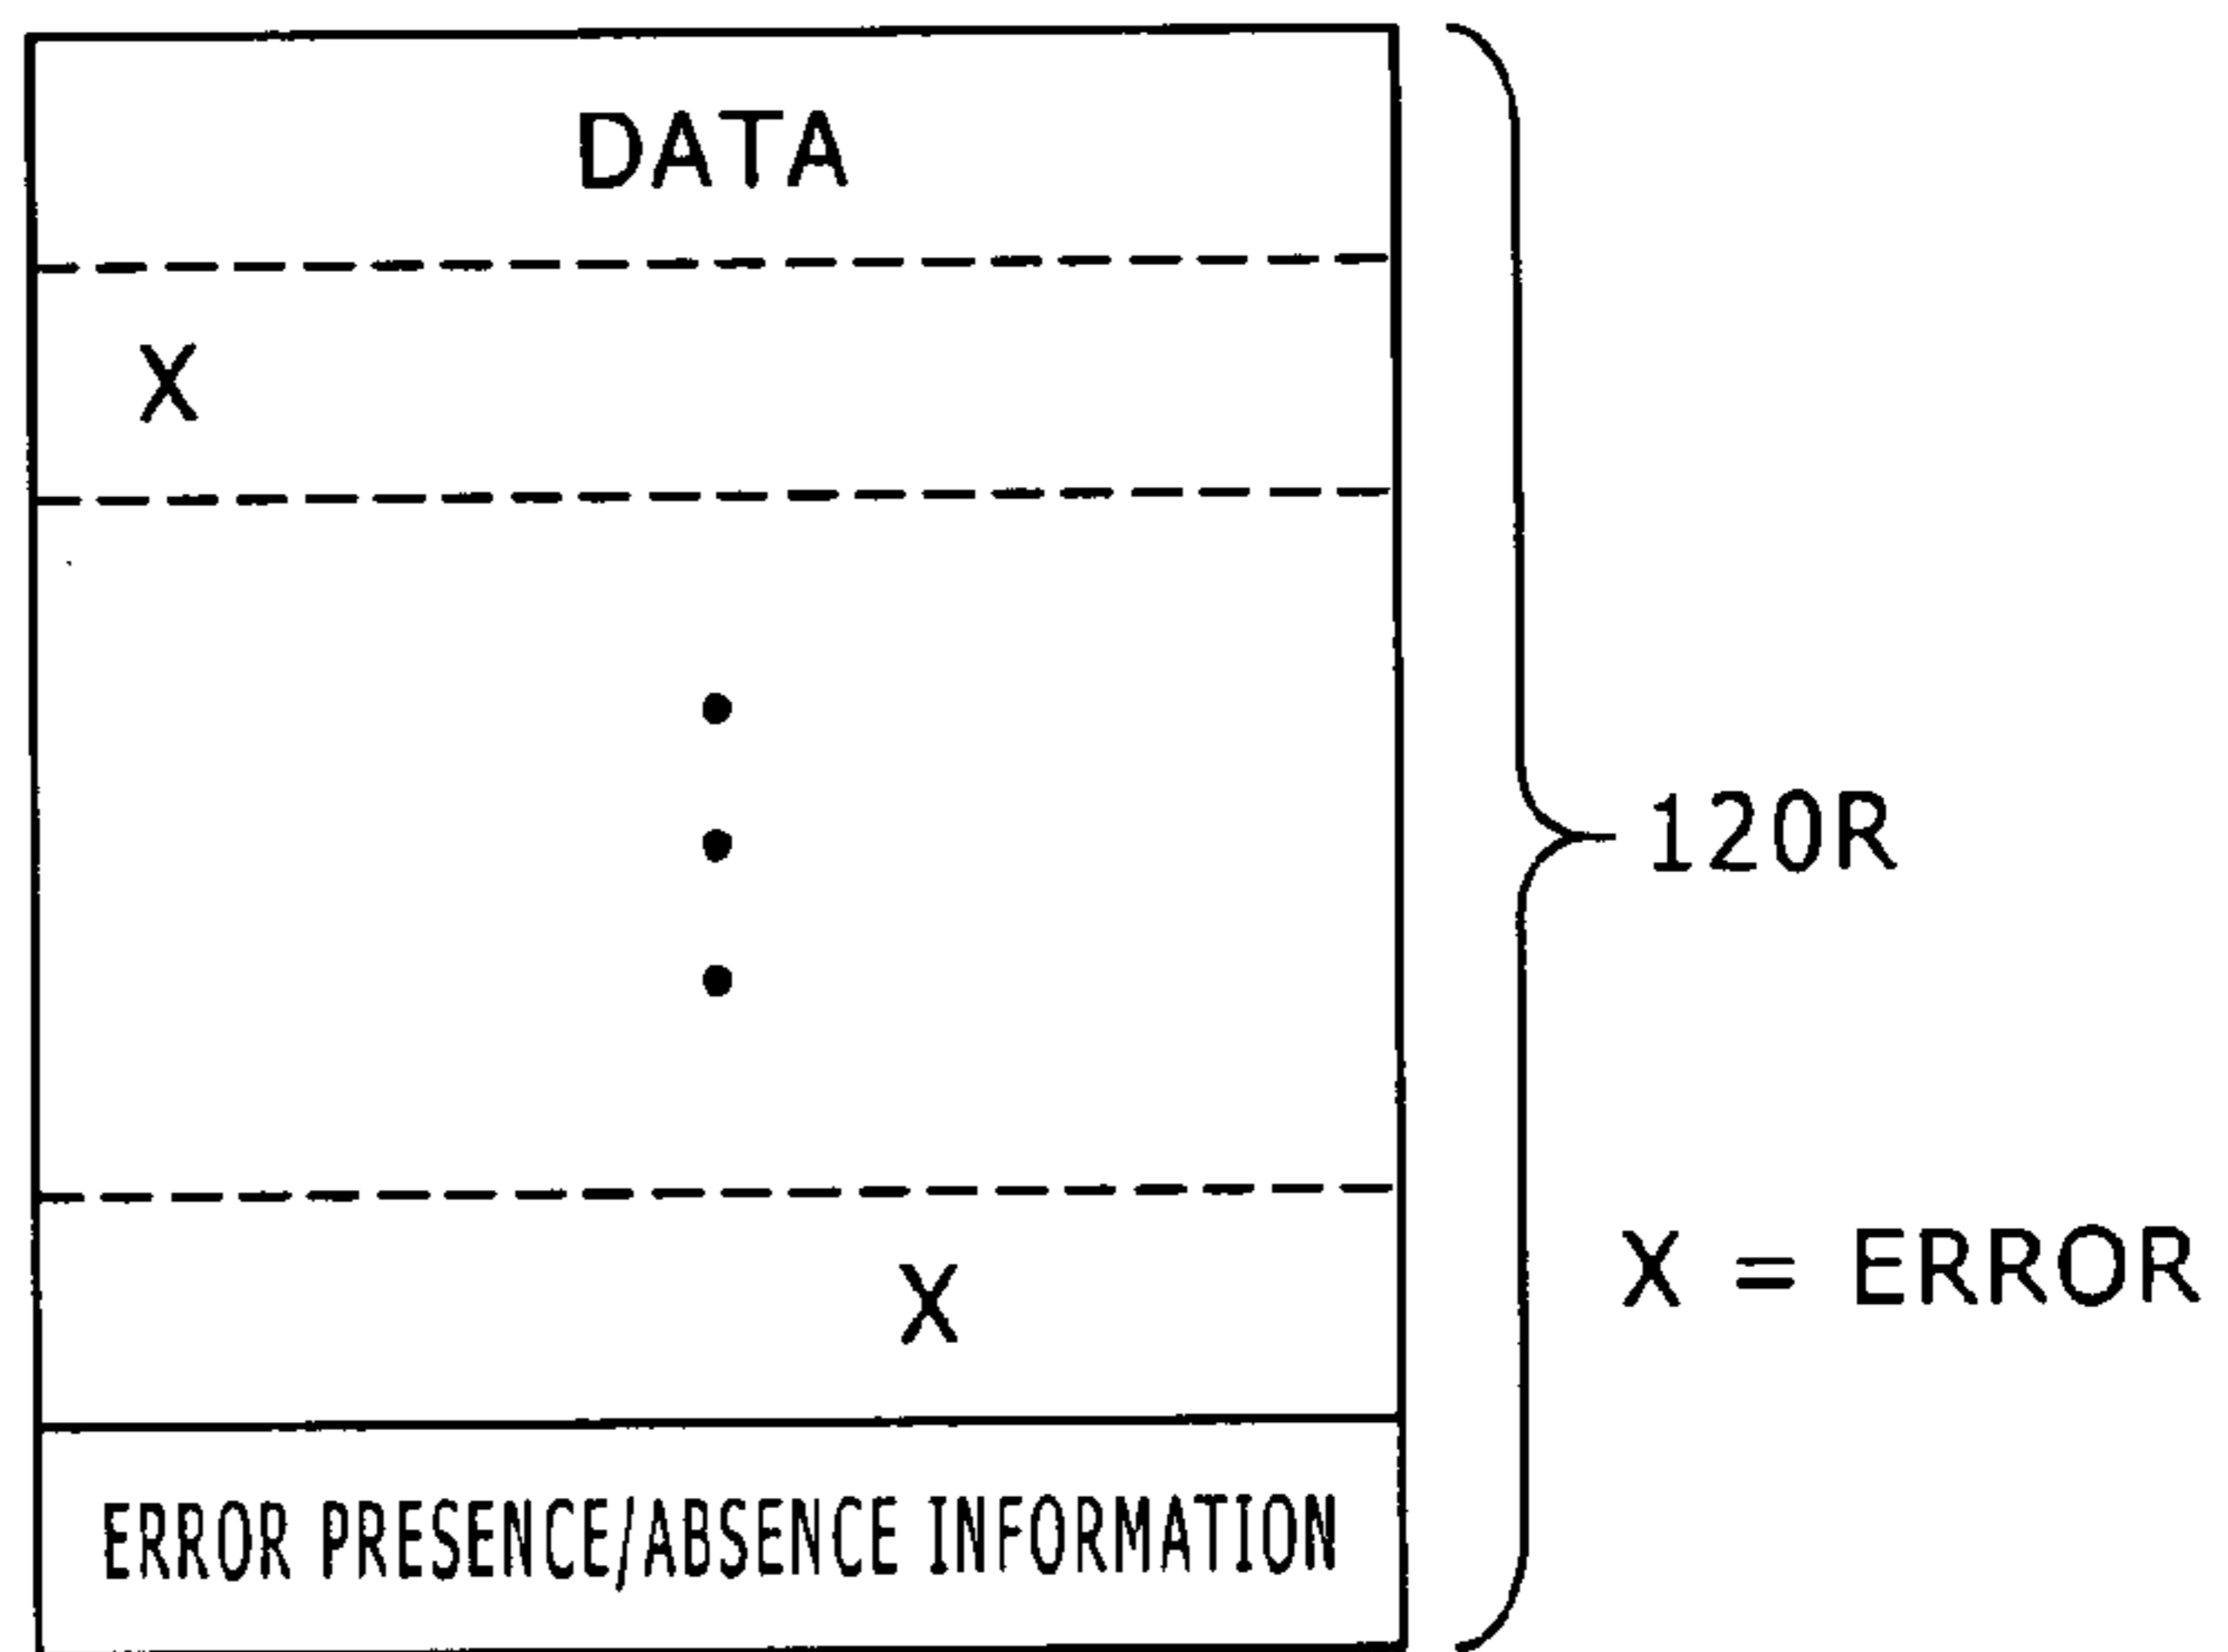 DATA
X
120R
X
X = ERROR
ERROR PRESENCE/ABSENCE INFORMATION